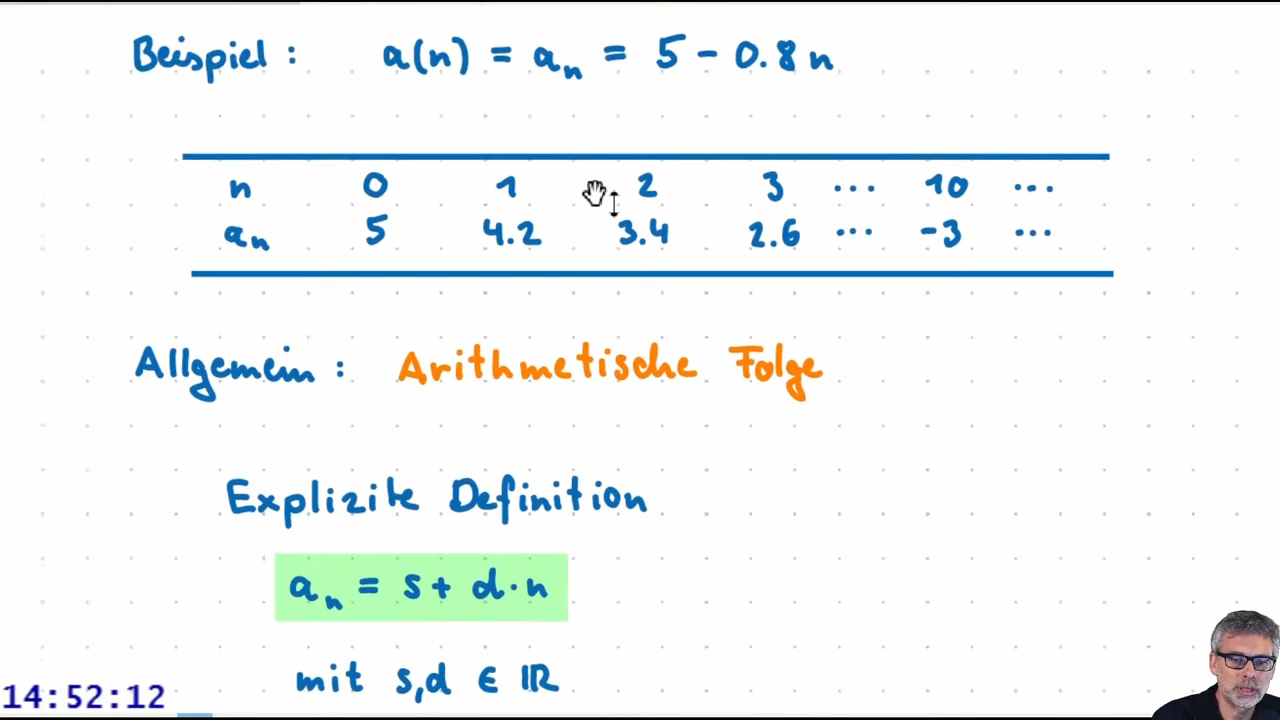 Beispiel : a(n) = aₙ = 5 - 0.8n
n 0 1 2 3 ... 10 ...
aₙ 5 4.2 3.4 2.6 ... -3 ...
Allgemein : Arithmetische Folge
Explizite Definition
aₙ = s + d · n
mit s,d ∈ ℝ
14:52:12